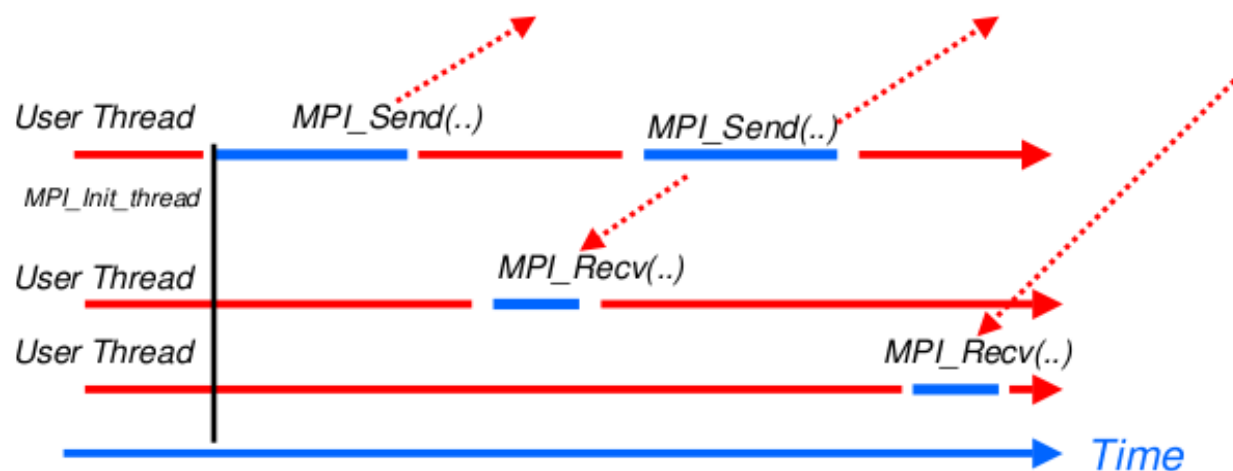 User Thread
MPI_Send(..)
MPI_Send(..)
MPI_Init_thread
User Thread
MPI_Recv(..)
User Thread
MPI_Recv(..)
Time